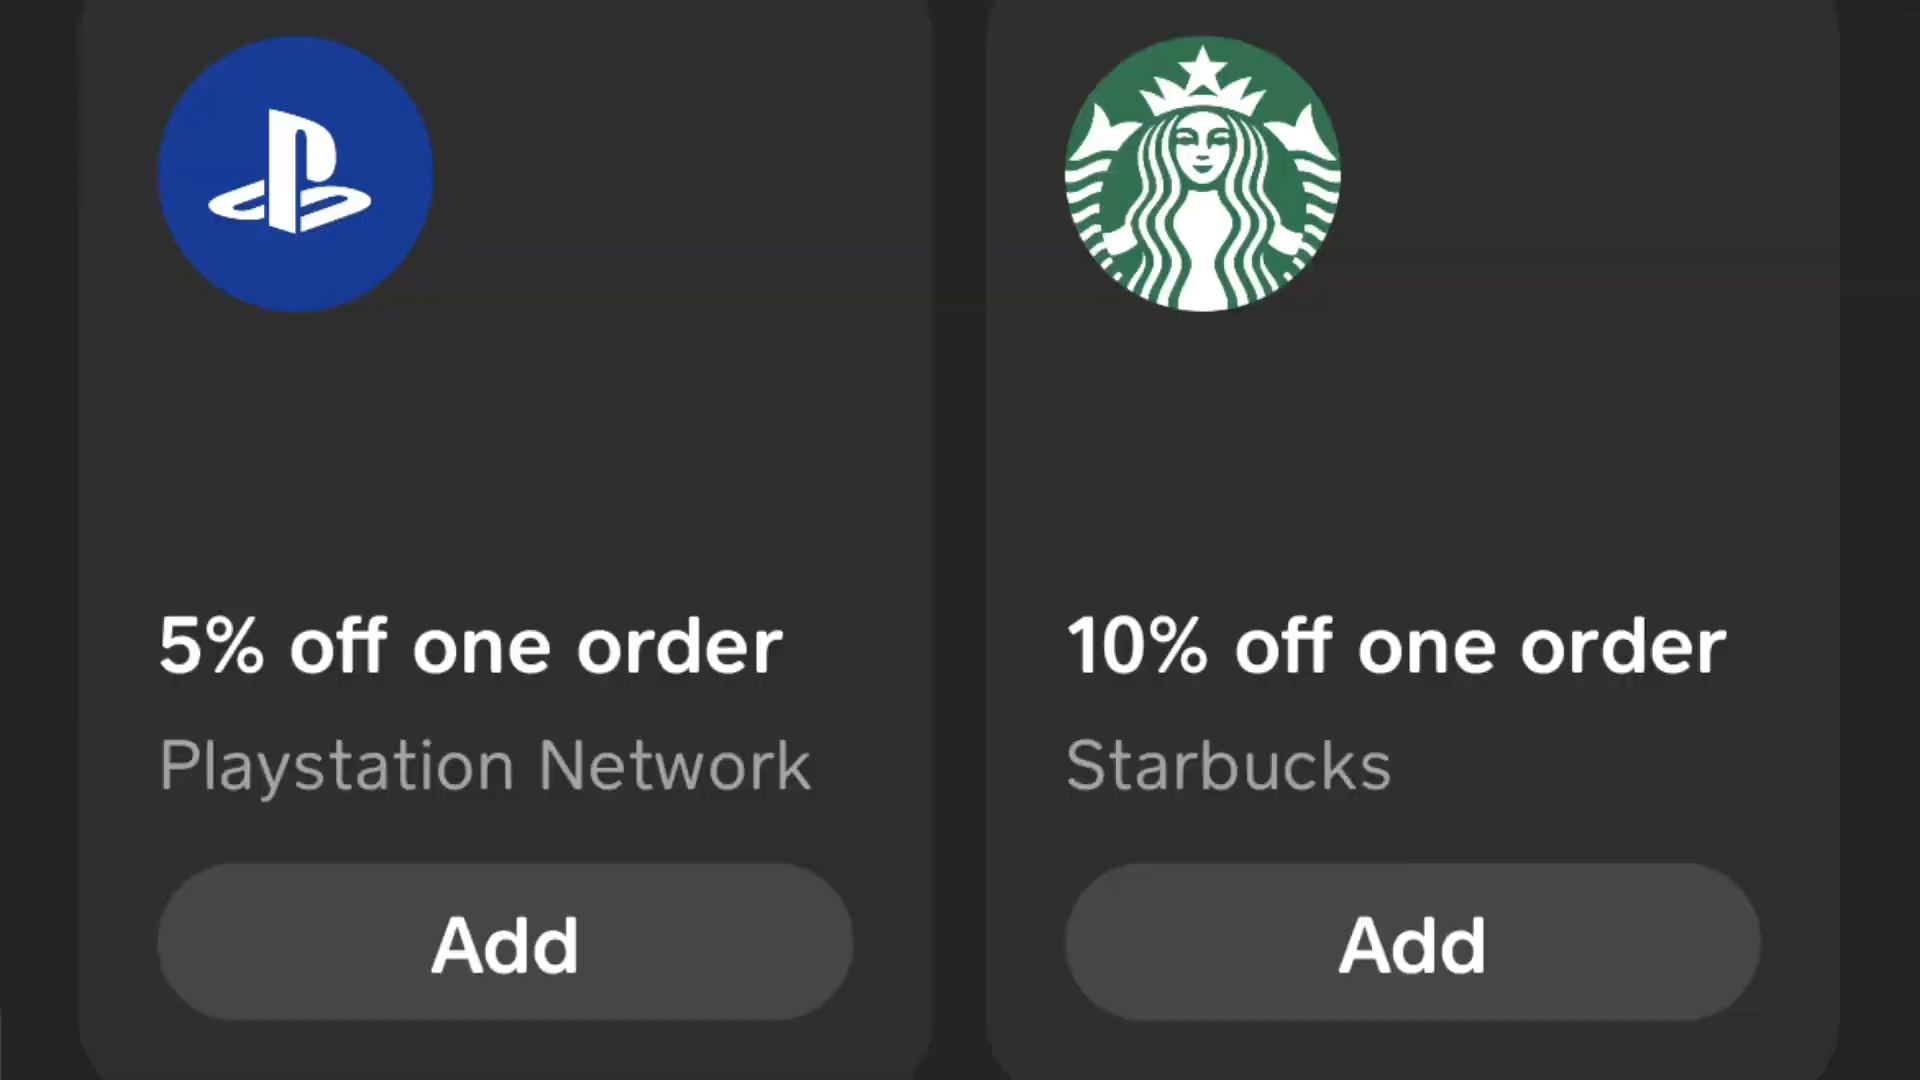 5% off one order
Playstation Network
Add
10% off one order
Starbucks
Add